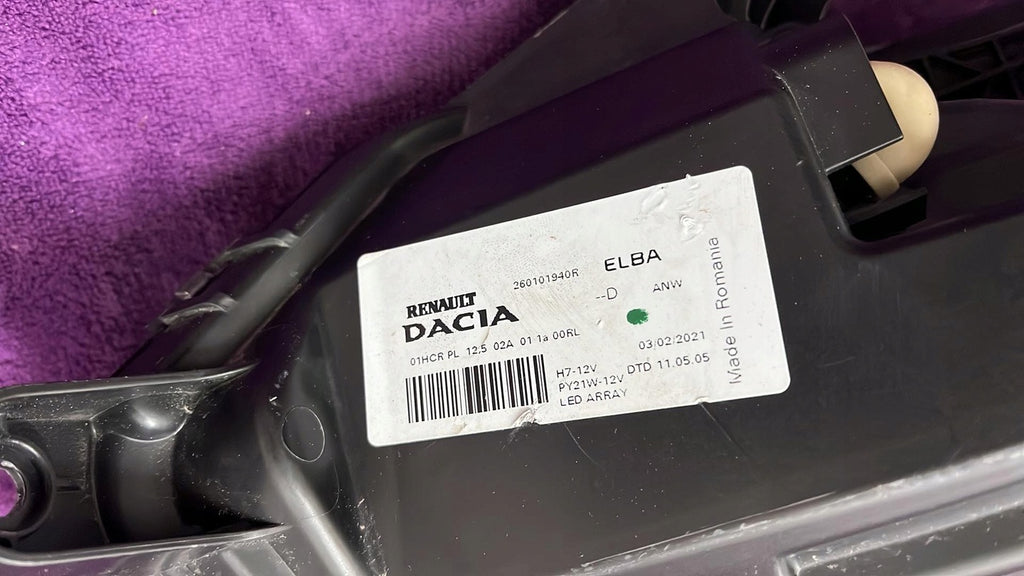 260101940R ELBA
RENAULT
DACIA
--D ANW
01HCR PL 12,5 02A 01 1a 00RL
03/02/2021
H7-12V
PY21W-12V DTD 11.05.05
LED ARRAY
Made In Romania